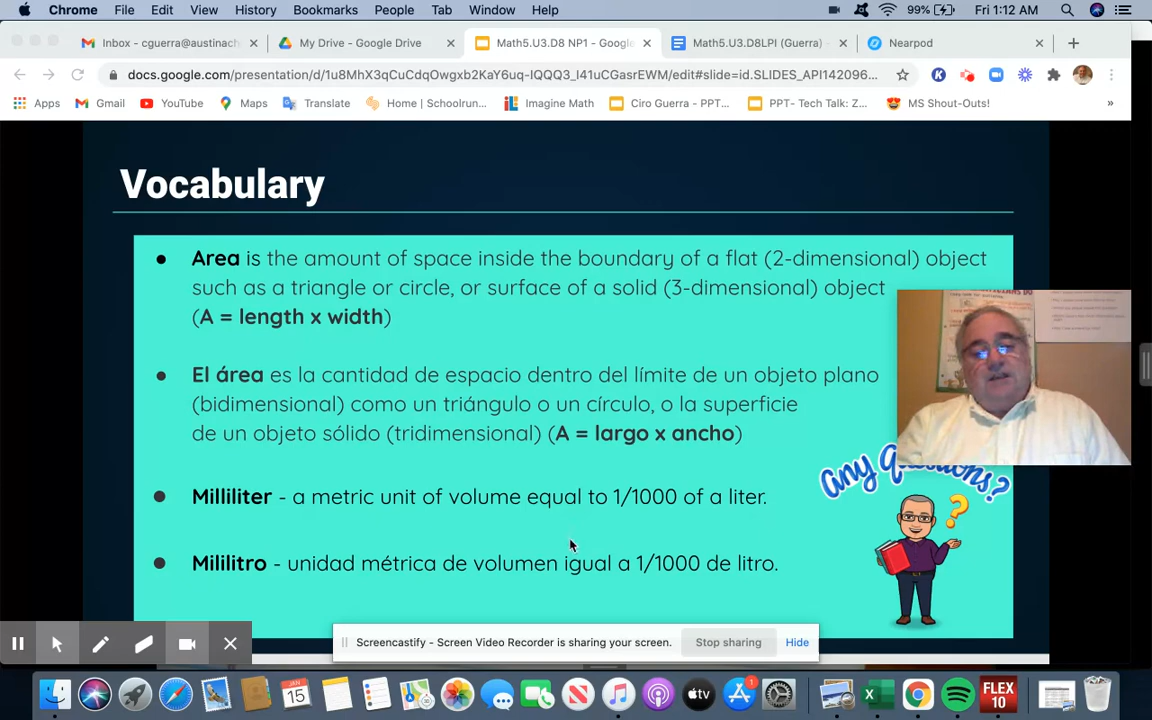 Chrome File Edit View History Bookmarks People Tab Window Help 99% Fri 1:12 AM
Inbox - cguerra@austinach My Drive - Google Drive Math5.U3.D8 NP1 - Google Math5.U3.D8LPI (Guerra) - Nearpod
docs.google.com/presentation/d/1u8MhX3qCuCdqOwgxb2KaY6uq-IQQQ3_I41uCGasrEWM/edit#slide=id.SLIDES_API142096...
Apps Gmail YouTube Maps Translate Home | Schoolrun... Imagine Math Ciro Guerra - PPT... PPT- Tech Talk: Z... MS Shout-Outs! »
Vocabulary
• Area is the amount of space inside the boundary of a flat (2-dimensional) object
such as a triangle or circle, or surface of a solid (3-dimensional) object
(A = length x width)
• El área es la cantidad de espacio dentro del límite de un objeto plano
(bidimensional) como un triángulo o un círculo, o la superficie
de un objeto sólido (tridimensional) (A = largo x ancho)
any Questions?
• Milliliter - a metric unit of volume equal to 1/1000 of a liter.
• Mililitro - unidad métrica de volumen igual a 1/1000 de litro.
Screencastify - Screen Video Recorder is sharing your screen. Stop sharing Hide
JAN
15
tv
1
FLEX
10